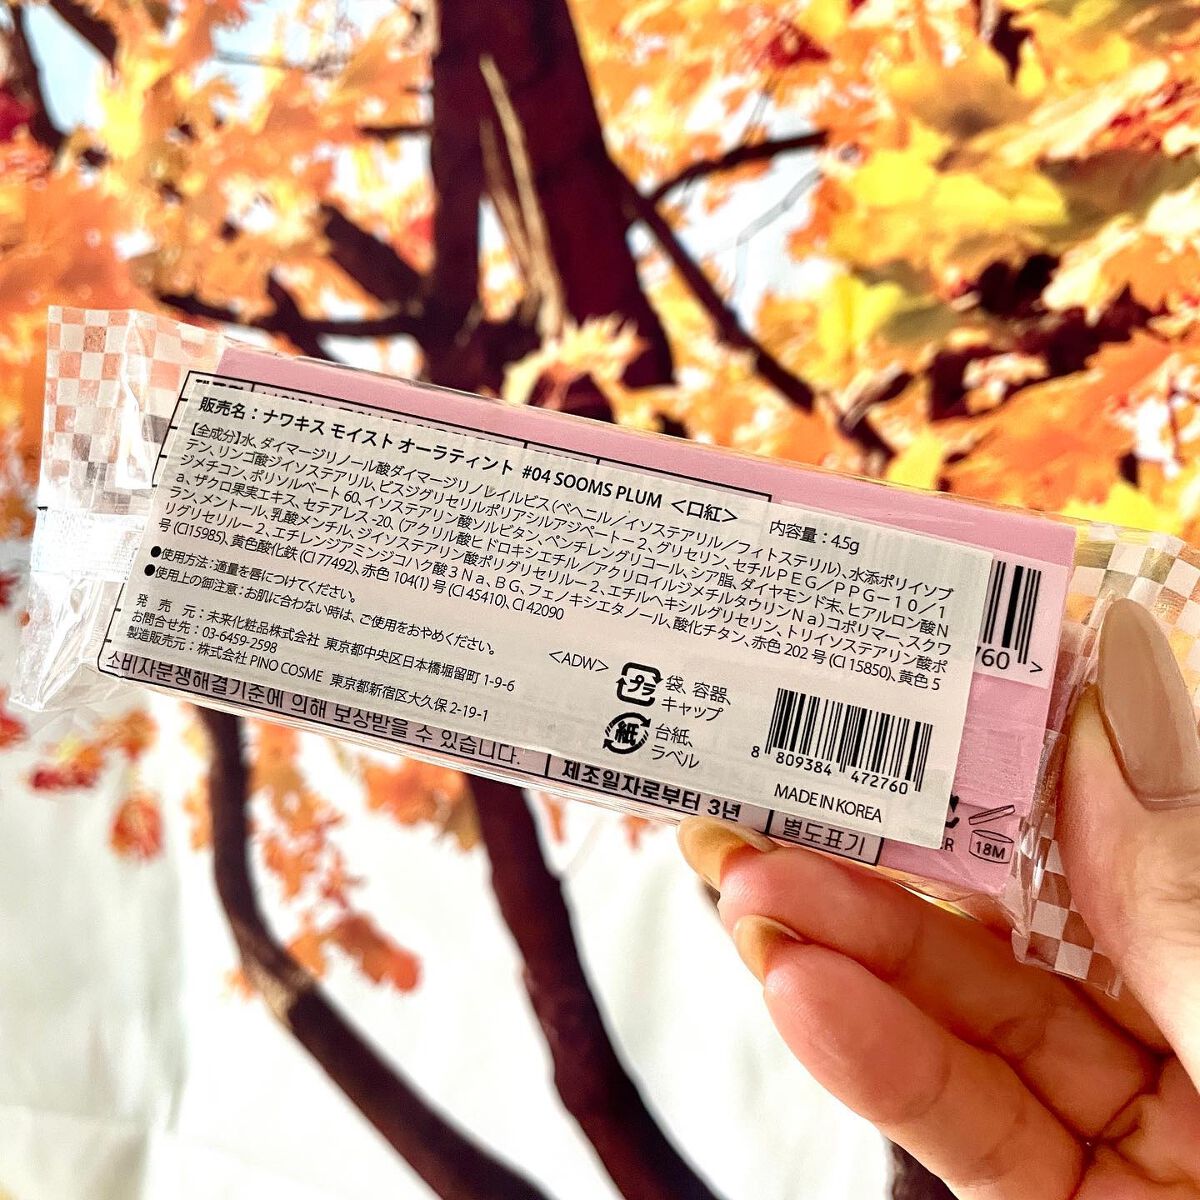 販売名：ナワキス モイスト オーラティント #04 SOOMS PLUM ＜口紅＞ 内容量：4.5g
【全成分】水、ダイマージリノール酸ダイマージリノレイルビス(ベヘニル／イソステアリル／フィトステリル)、水添ポリイソブ
テン、リンゴ酸ジイソステアリル、ビスジグリセリルポリアシルアジペート－2、グリセリン、セチルＰＥＧ／ＰＰＧ－１０／１
ジメチコン、ポリソルベート 60、イソステアリン酸ソルビタン、ペンチレングリコール、シア脂、ダイヤモンド末、ヒアルロン酸Ｎ
ａ、ザクロ果実エキス、セテアレス-20、(アクリル酸ヒドロキシエチル／アクリロイルジメチルタウリンＮａ)コポリマー、スクワ
ラン、メントール、乳酸メンチル、ジイソステアリン酸ポリグリセリル－２、エチルヘキシルグリセリン、トリイソステアリン酸ポ
リグリセリル－２、エチレンジアミンジコハク酸３Ｎａ、ＢＧ、フェノキシエタノール、酸化チタン、赤色 202 号 (CI 15850)、黄色 5
号 (CI15985)、黄色酸化鉄 (CI 77492)、赤色 104(1) 号 (CI 45410)、CI 42090
●使用方法：適量を唇につけてください。
●使用上の御注意：お肌に合わない時は、ご使用をおやめください。
発 売 元：未来化粧品株式会社 東京都中央区日本橋堀留町 1-9-6
お問合せ先：03-6459-2598
製造販売元：株式会社 PINO COSME 東京都新宿区大久保 2-19-1
＜ADW＞
プラ
袋、容器、
キャップ
紙
台紙、
ラベル
8 809384 472760
MADE IN KOREA
760 >
소비자분쟁해결기준에 의해 보상받을 수 있습니다.
제조일자로부터 3년
별도표기
18M